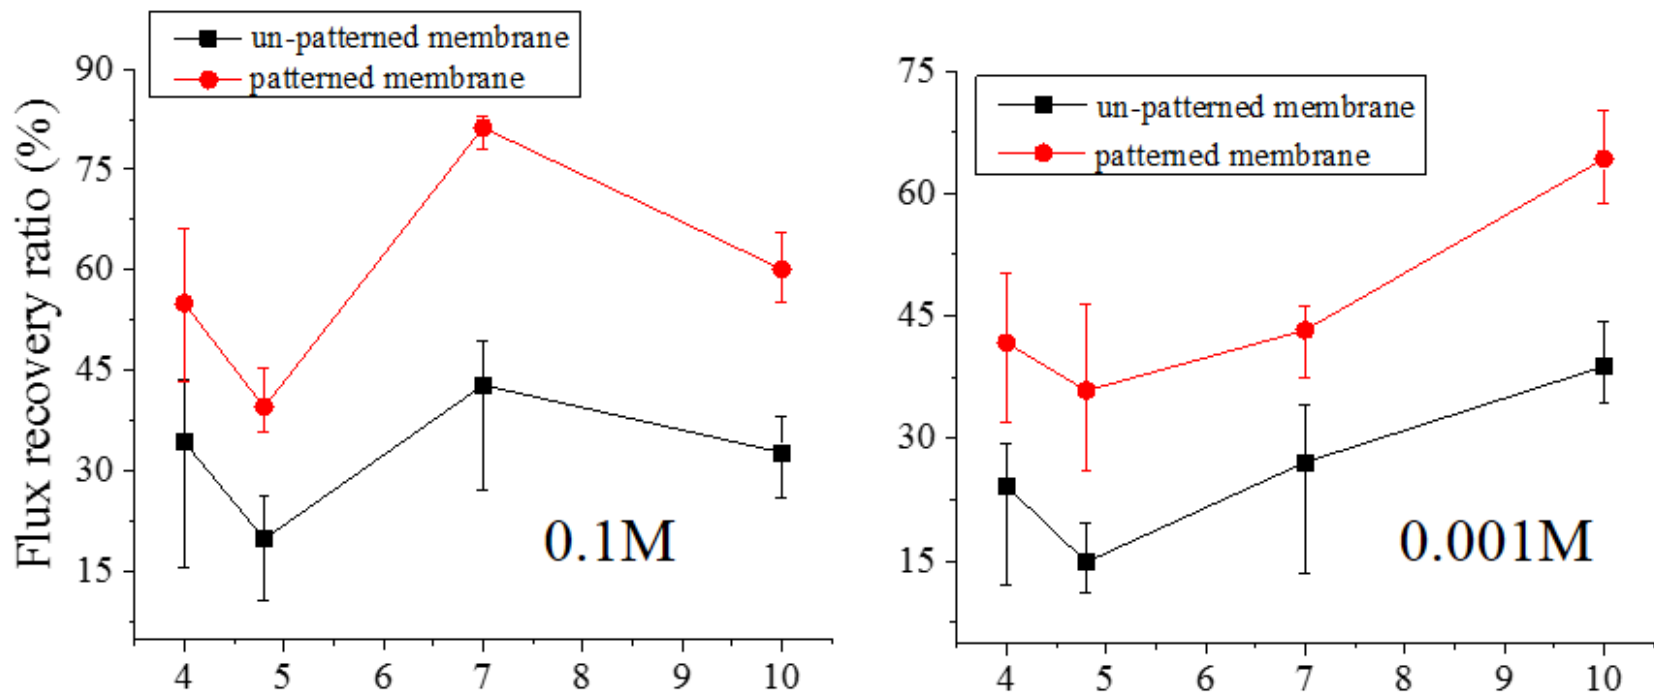 un-patterned membrane
patterned membrane
Flux recovery ratio (%)
90
75
60
45
30
15
0.1M
4 5 6 7 8 9 10
un-patterned membrane
patterned membrane
75
60
45
30
15
0.001M
4 5 6 7 8 9 10